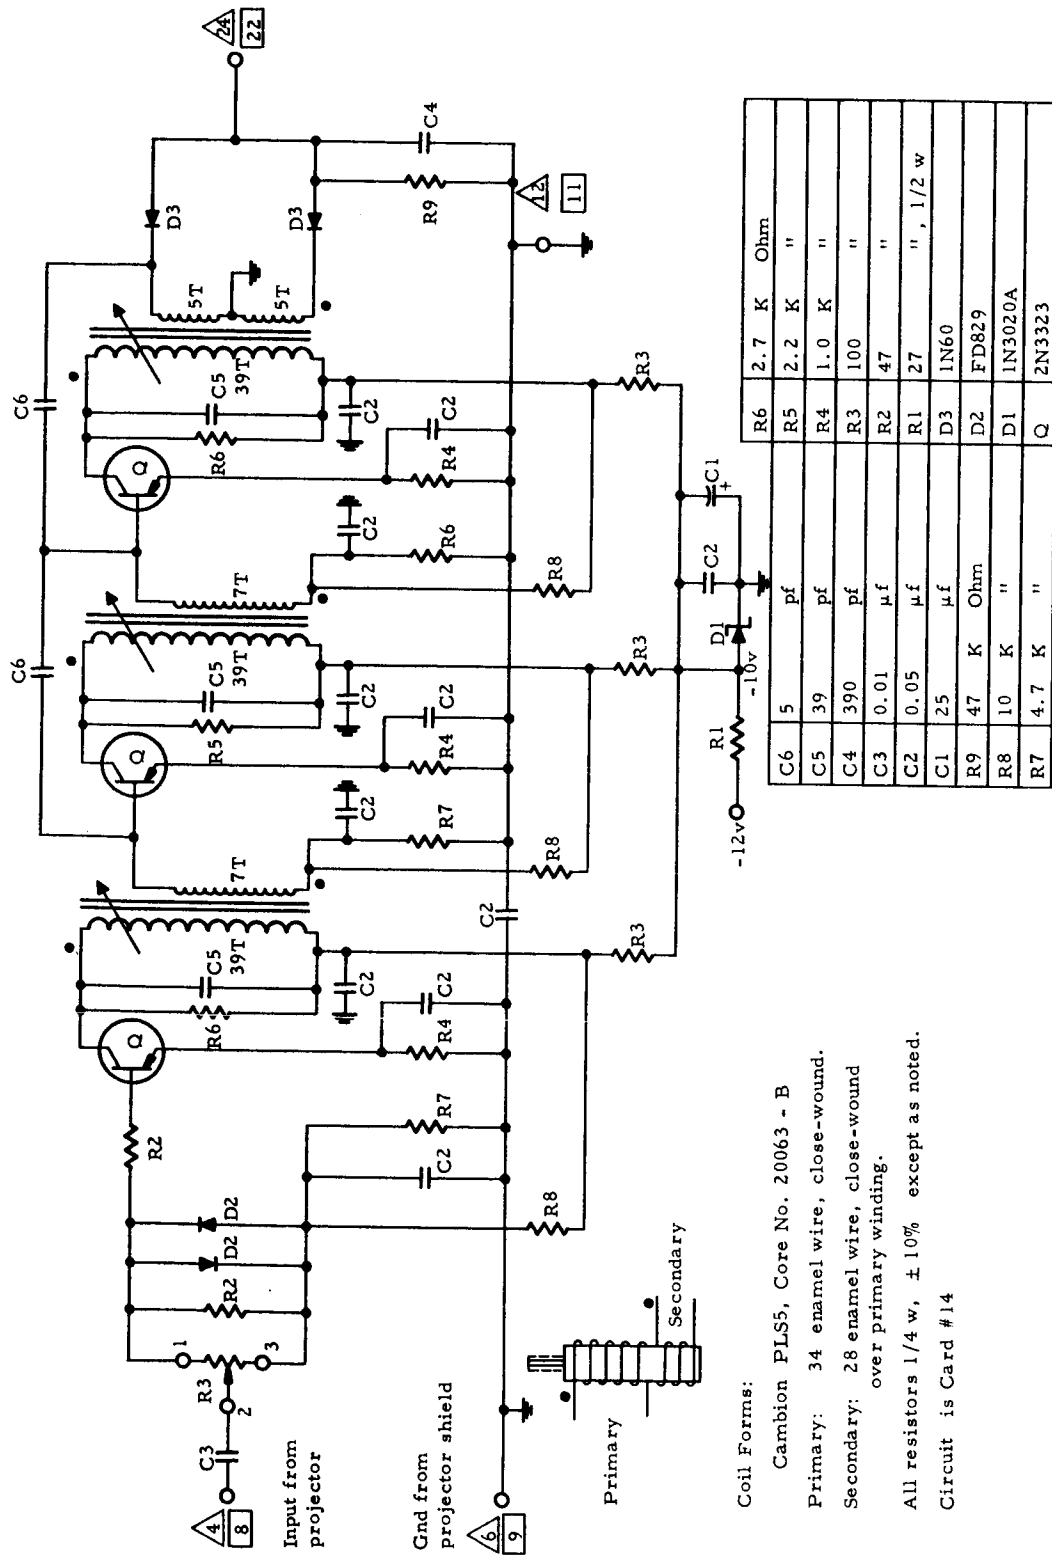 24
22
C6
C6
D3
D3
5T
5T
C4
R9
12
11
39T
C5
R6
Q
C2
C2
R4
R3
C2
R6
R8
7T
39T
C5
R5
Q
C2
C2
R4
R3
C2
R7
R8
7T
39T
C5
R6
Q
C2
C2
R4
R3
C2
R2
R7
C2
R8
D2
D2
R2
1
R3
3
2
C3
4
8
Input from
projector
Gnd from
projector shield
6
9
C1
+
C2
D1
-10v
R1
-12v
Primary
Secondary
Coil Forms:
Cambion PLS5, Core No. 20063 - B
Primary: 34 enamel wire, close-wound.
Secondary: 28 enamel wire, close-wound
over primary winding.
All resistors 1/4 w, ± 10% except as noted.
Circuit is Card #14
C6 5 pf R6 2.7 K Ohm
C5 39 pf R5 2.2 K "
C4 390 pf R4 1.0 K "
C3 0.01 μf R3 100 "
C2 0.05 μf R2 47 "
C1 25 μf R1 27 ", 1/2 w
R9 47 K Ohm D3 1N60
R8 10 K " D2 FD829
R7 4.7 K " D1 1N3020A
Q 2N3323